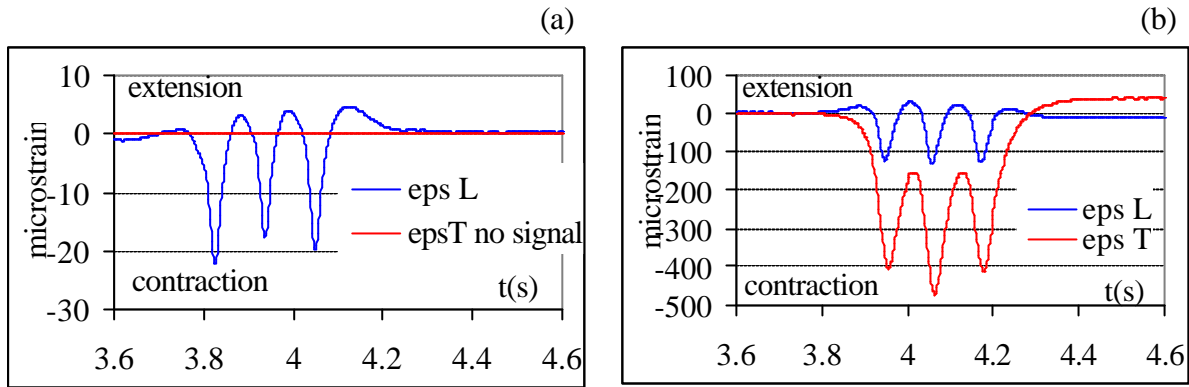 (a)
10
extension
0
microstrain
-10
eps L
epsT no signal
-20
contraction
t(s)
-30
3.6 3.8 4 4.2 4.4 4.6
(b)
100
extension
0
microstrain
100
200
eps L
-300
eps T
-400
contraction
t(s)
-500
3.6 3.8 4 4.2 4.4 4.6